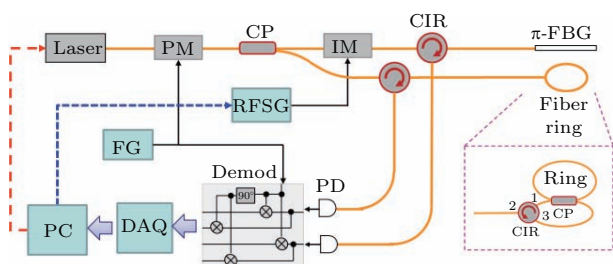 CIR
CP
π-FBG
Laser
PM
IM
RFSG
Fiber
ring
FG
Demod
PD
90°
Ring
1
2
3
CP
CIR
PC
DAQ